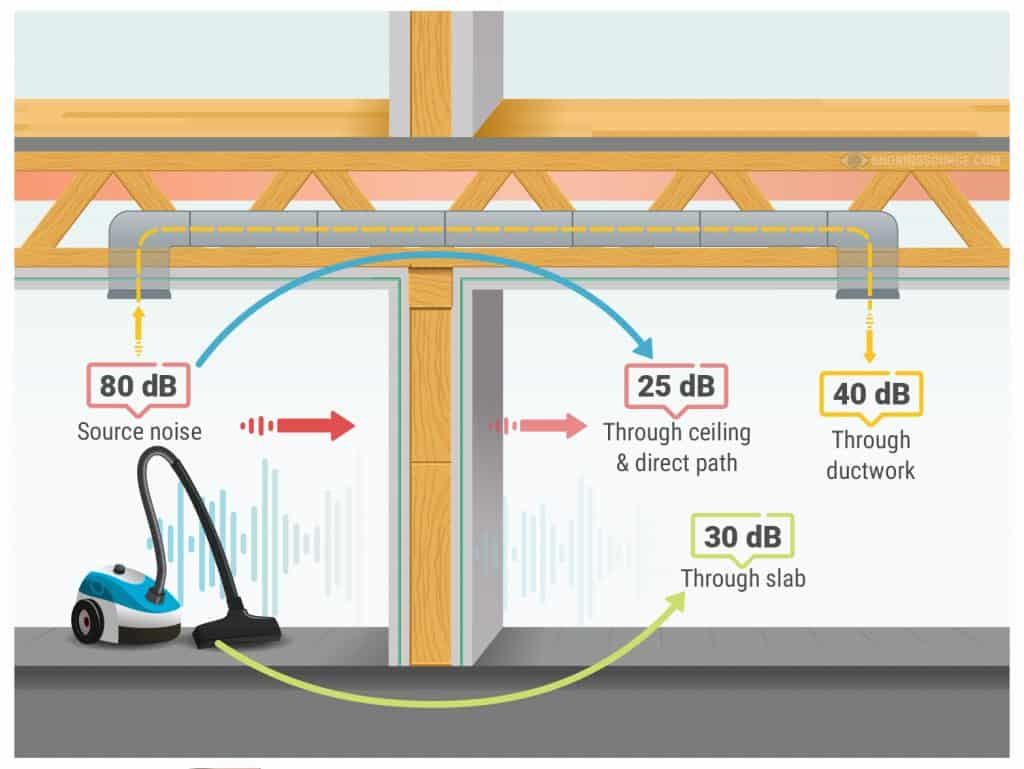 80 dB
Source noise
25 dB
Through ceiling
& direct path
40 dB
Through
ductwork
30 dB
Through slab